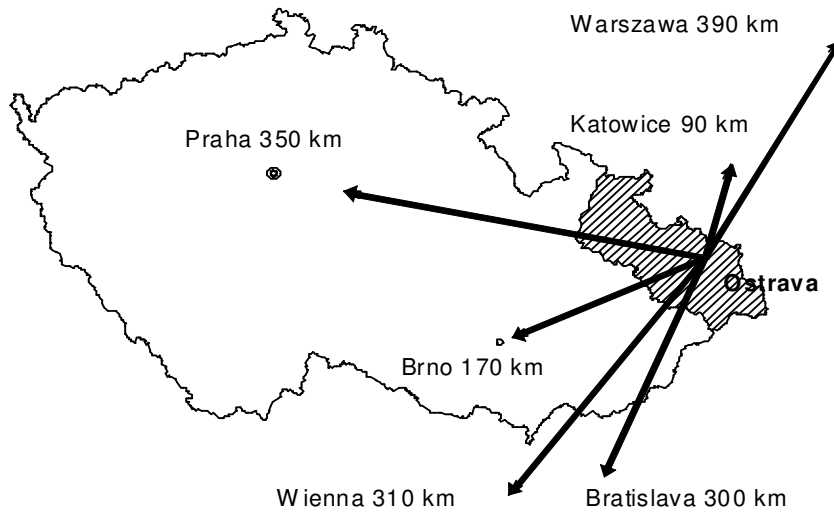 Warszawa 390 km
Katowice 90 km
Praha 350 km
Ostrava
Brno 170 km
Wienna 310 km
Bratislava 300 km